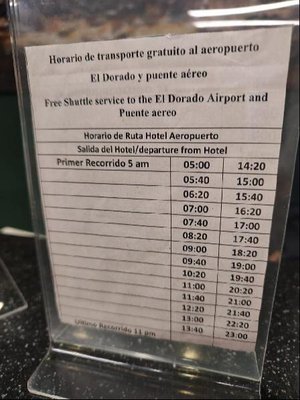 Horario de transporte gratuito al aeropuerto
El Dorado y puente aéreo
Free Shuttle service to the El Dorado Airport and
Puente aereo
Horario de Ruta Hotel Aeropuerto
Salida del Hotel/departure from Hotel
Primer Recorrido 5 am 05:00 14:20
05:40 15:00
06:20 15:40
07:00 16:20
07:40 17:00
08:20 17:40
09:00 18:20
09:40 19:00
10:20 19:40
11:00 20:20
11:40 21:00
12:20 21:40
13:00 22:20
Ultimo Recorrido 11 pm 13:40 23:00